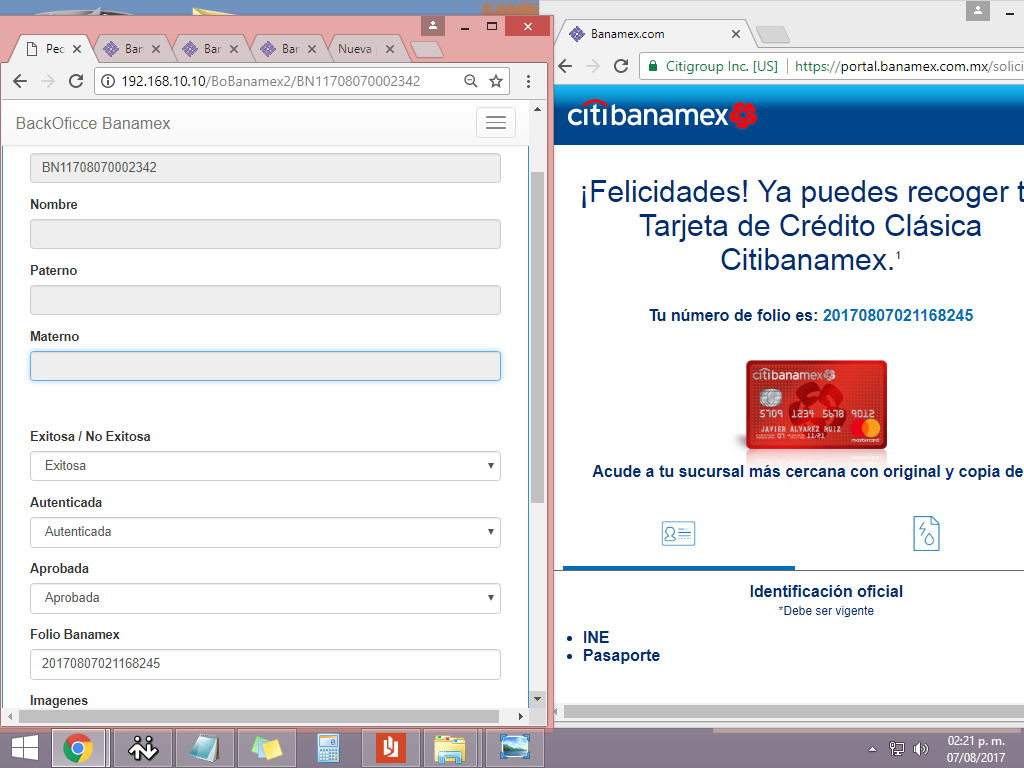 Pec
Ban
Bar
Bar
Nueva
192.168.10.10/BoBanamex2/BN11708070002342
BackOficce Banamex
BN11708070002342
Nombre
Paterno
Materno
Exitosa / No Exitosa
Exitosa
Autenticada
Autenticada
Aprobada
Aprobada
Folio Banamex
20170807021168245
Imagenes
Banamex.com
Citigroup Inc. [US]
https://portal.banamex.com.mx/solici
citibanamex
¡Felicidades! Ya puedes recoger t
Tarjeta de Crédito Clásica
Citibanamex.¹
Tu número de folio es: 20170807021168245
citibanamex
5709 1234 5678 9012
JAVIER ALVAREZ RUIZ
07 11/21
mastercard
Acude a tu sucursal más cercana con original y copia de
Identificación oficial
*Debe ser vigente
INE
Pasaporte
02:21 p. m.
07/08/2017